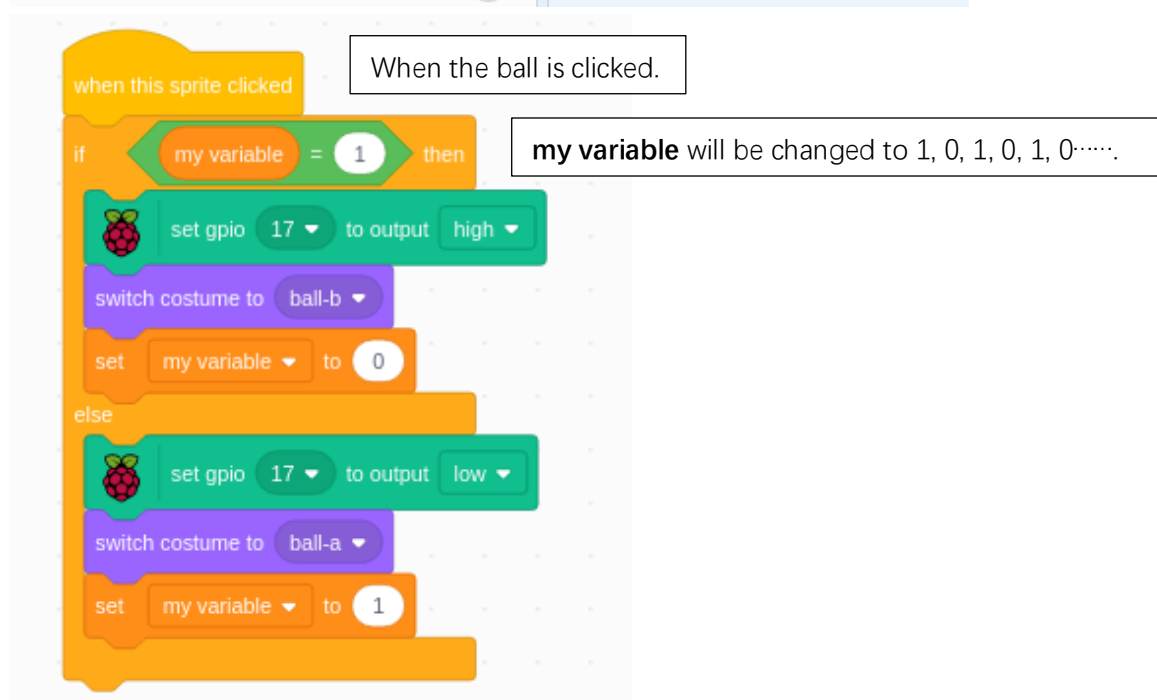 when this sprite clicked
When the ball is clicked.
if my variable = 1 then
my variable will be changed to 1, 0, 1, 0, 1, 0······.
set gpio 17 to output high
switch costume to ball-b
set my variable to 0
else
set gpio 17 to output low
switch costume to ball-a
set my variable to 1